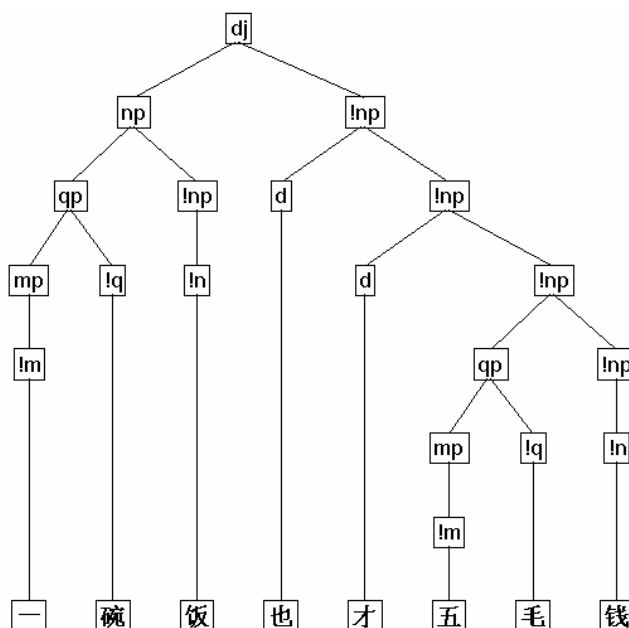 dj
np !np
qp !np d !np
mp !q !n d !np
!m qp !np
mp !q !n
!m
一 碗 饭 也 才 五 毛 钱